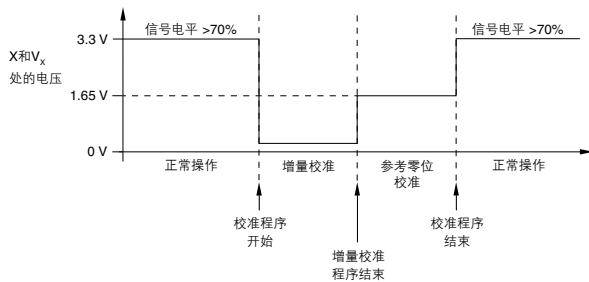 信号电平 >70%
信号电平 >70%
3.3 V
X和Vx
处的电压
1.65 V
0 V
正常操作
增量校准
参考零位
校准
正常操作
校准程序
开始
增量校准
程序结束
校准程序
结束